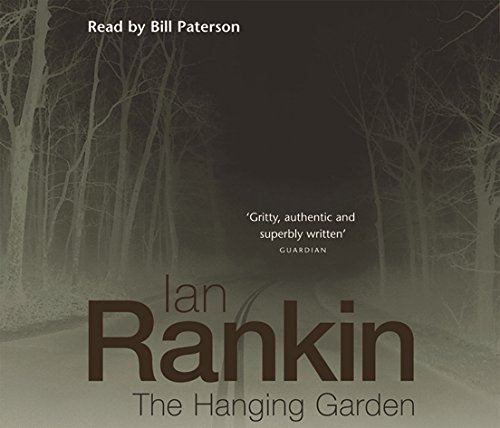 Read by Bill Paterson
‘Gritty, authentic and
superbly written’
GUARDIAN
Ian
Rankin
The Hanging Garden